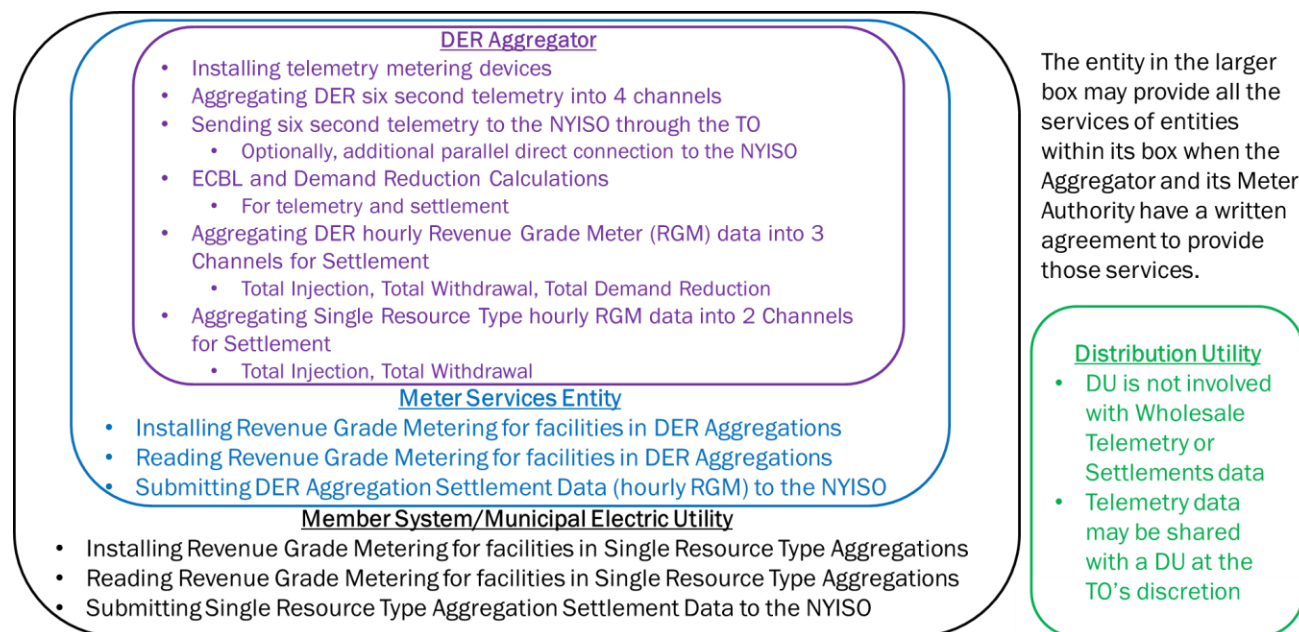 DER Aggregator
• Installing telemetry metering devices
• Aggregating DER six second telemetry into 4 channels
• Sending six second telemetry to the NYISO through the TO
• Optionally, additional parallel direct connection to the NYISO
• ECBL and Demand Reduction Calculations
• For telemetry and settlement
• Aggregating DER hourly Revenue Grade Meter (RGM) data into 3
Channels for Settlement
• Total Injection, Total Withdrawal, Total Demand Reduction
• Aggregating Single Resource Type hourly RGM data into 2 Channels
for Settlement
• Total Injection, Total Withdrawal
Meter Services Entity
• Installing Revenue Grade Metering for facilities in DER Aggregations
• Reading Revenue Grade Metering for facilities in DER Aggregations
• Submitting DER Aggregation Settlement Data (hourly RGM) to the NYISO
Member System/Municipal Electric Utility
• Installing Revenue Grade Metering for facilities in Single Resource Type Aggregations
• Reading Revenue Grade Metering for facilities in Single Resource Type Aggregations
• Submitting Single Resource Type Aggregation Settlement Data to the NYISO
The entity in the larger
box may provide all the
services of entities
within its box when the
Aggregator and its Meter
Authority have a written
agreement to provide
those services.
Distribution Utility
• DU is not involved
with Wholesale
Telemetry or
Settlements data
• Telemetry data
may be shared
with a DU at the
TO's discretion